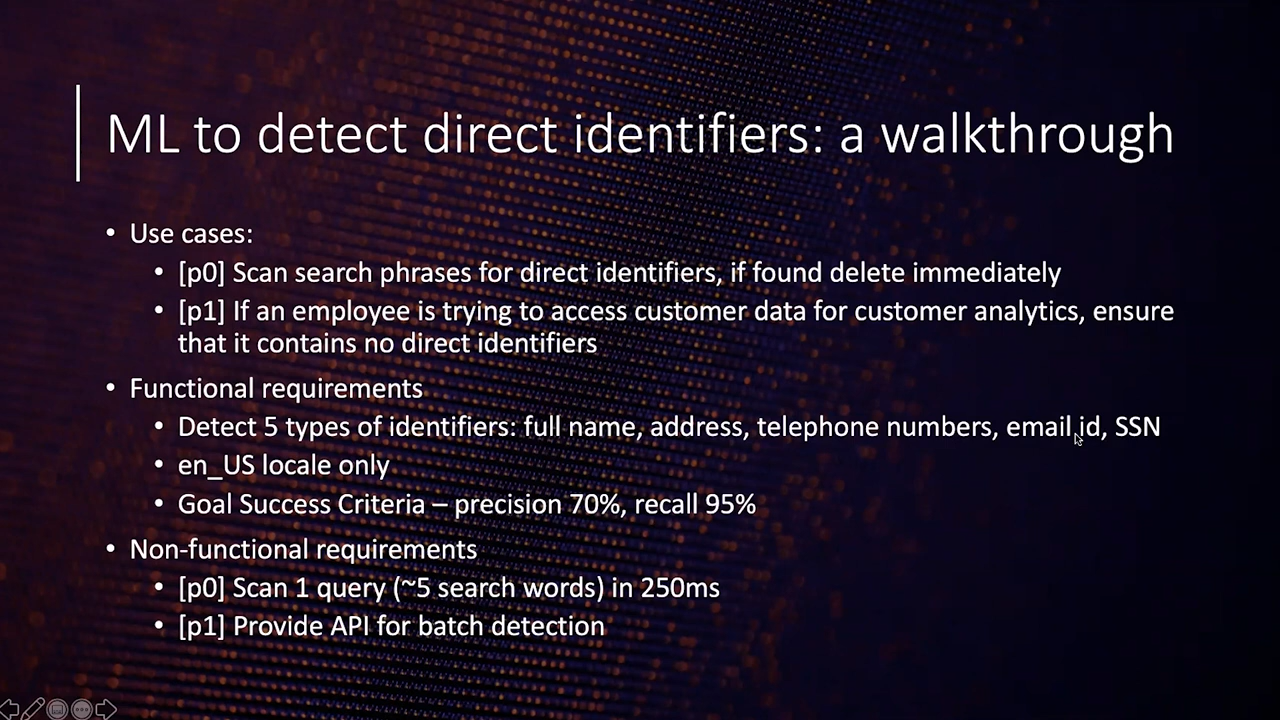 ML to detect direct identifiers: a walkthrough
• Use cases:
• [p0] Scan search phrases for direct identifiers, if found delete immediately
• [p1] If an employee is trying to access customer data for customer analytics, ensure
that it contains no direct identifiers
• Functional requirements
• Detect 5 types of identifiers: full name, address, telephone numbers, email id, SSN
• en_US locale only
• Goal Success Criteria – precision 70%, recall 95%
• Non-functional requirements
• [p0] Scan 1 query (~5 search words) in 250ms
• [p1] Provide API for batch detection